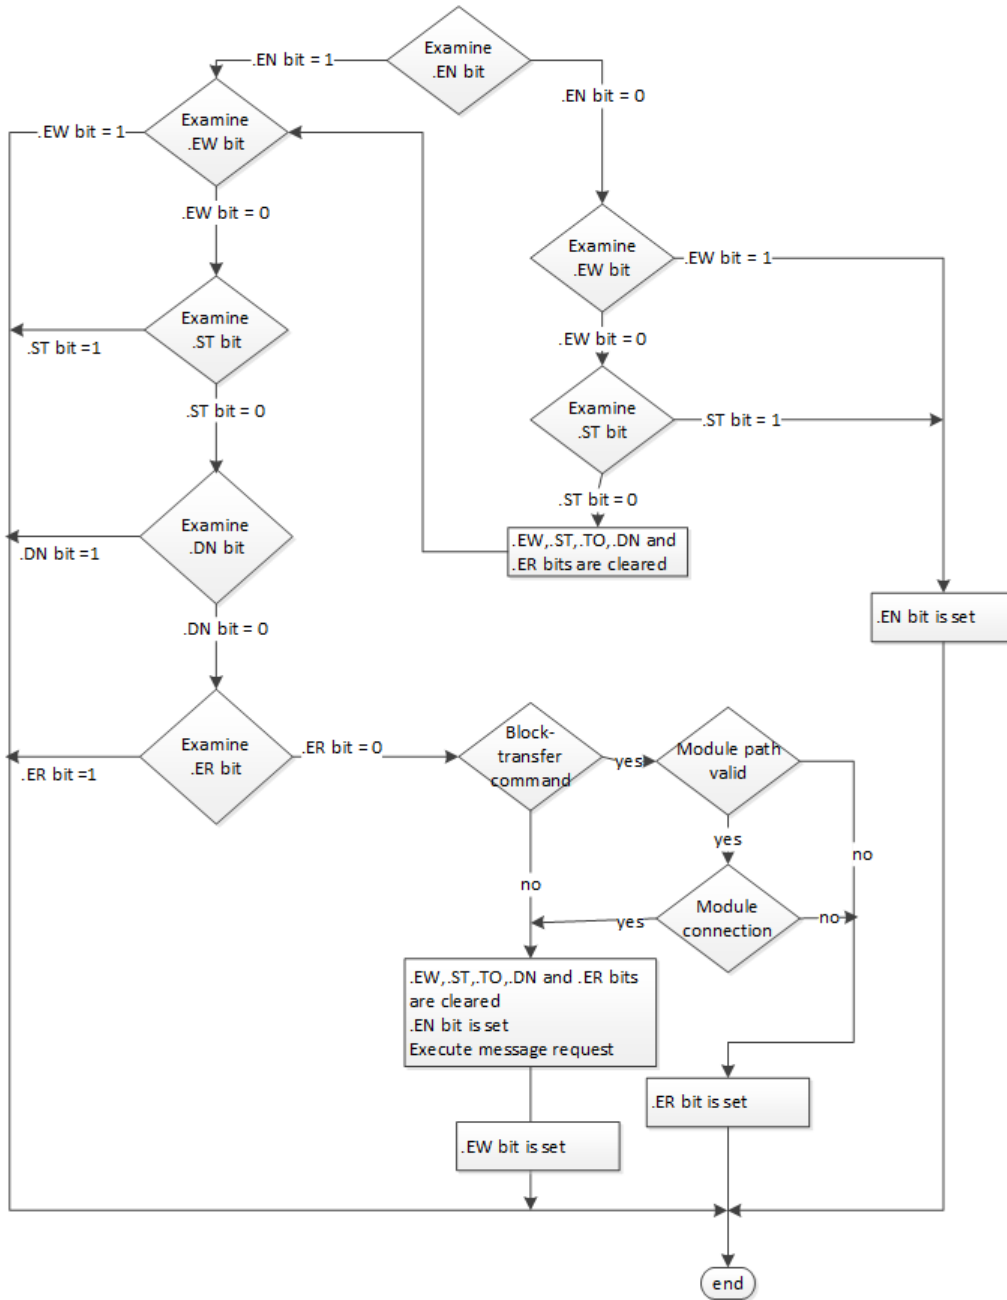 Examine
.EN bit
.EN bit = 1
.EN bit = 0
Examine
.EW bit
.EW bit = 1
.EW bit = 0
Examine
.EW bit
.EW bit = 1
.EW bit = 0
Examine
.ST bit
.ST bit =1
.ST bit = 0
Examine
.ST bit
.ST bit = 1
.ST bit = 0
.EW,.ST,.TO,.DN and
.ER bits are cleared
Examine
.DN bit
.DN bit =1
.DN bit = 0
.EN bit is set
Examine
.ER bit
.ER bit =1
.ER bit = 0
Block-
transfer
command
yes
Module path
valid
yes
no
no
Module
connection
yes
no
.EW,.ST,.TO,.DN and .ER bits
are cleared
.EN bit is set
Execute message request
.ER bit is set
.EW bit is set
end